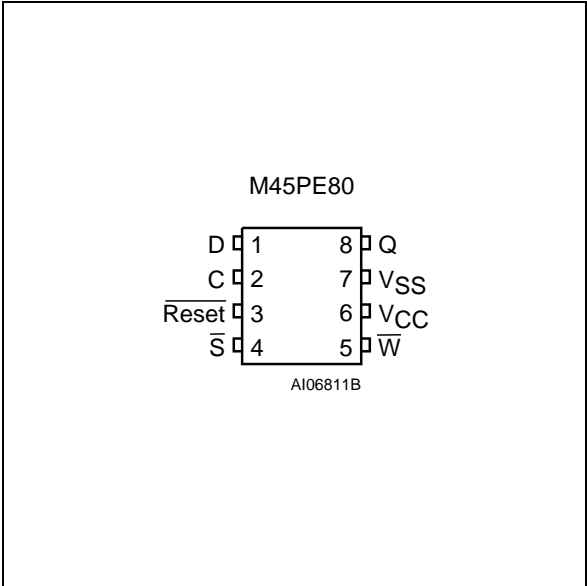 M45PE80
D 1 8 Q
C 2 7 VSS
Reset 3 6 VCC
S 4 5 W
AI06811B